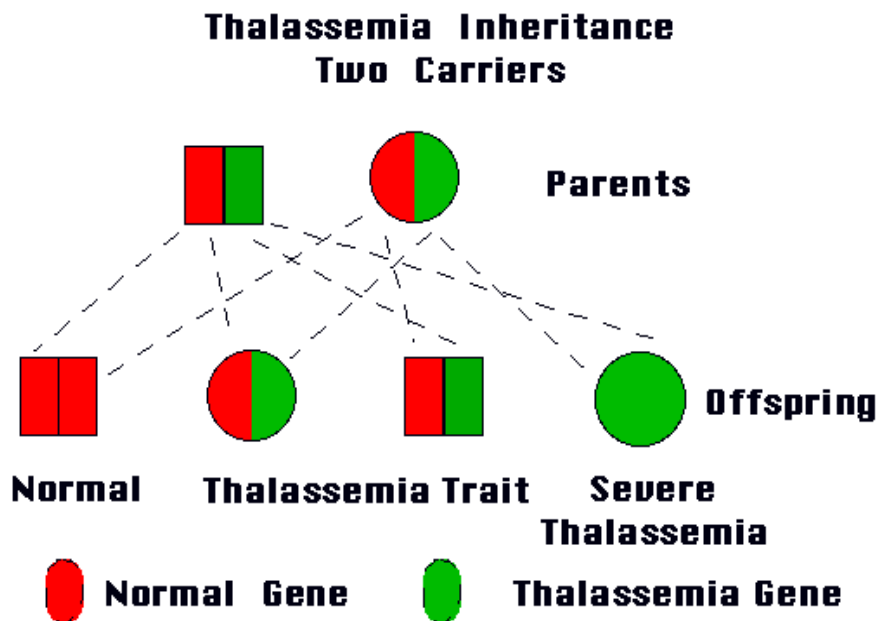 Thalassemia Inheritance
Two Carriers
Parents
Offspring
Normal
Thalassemia Trait
Severe
Thalassemia
Normal Gene
Thalassemia Gene